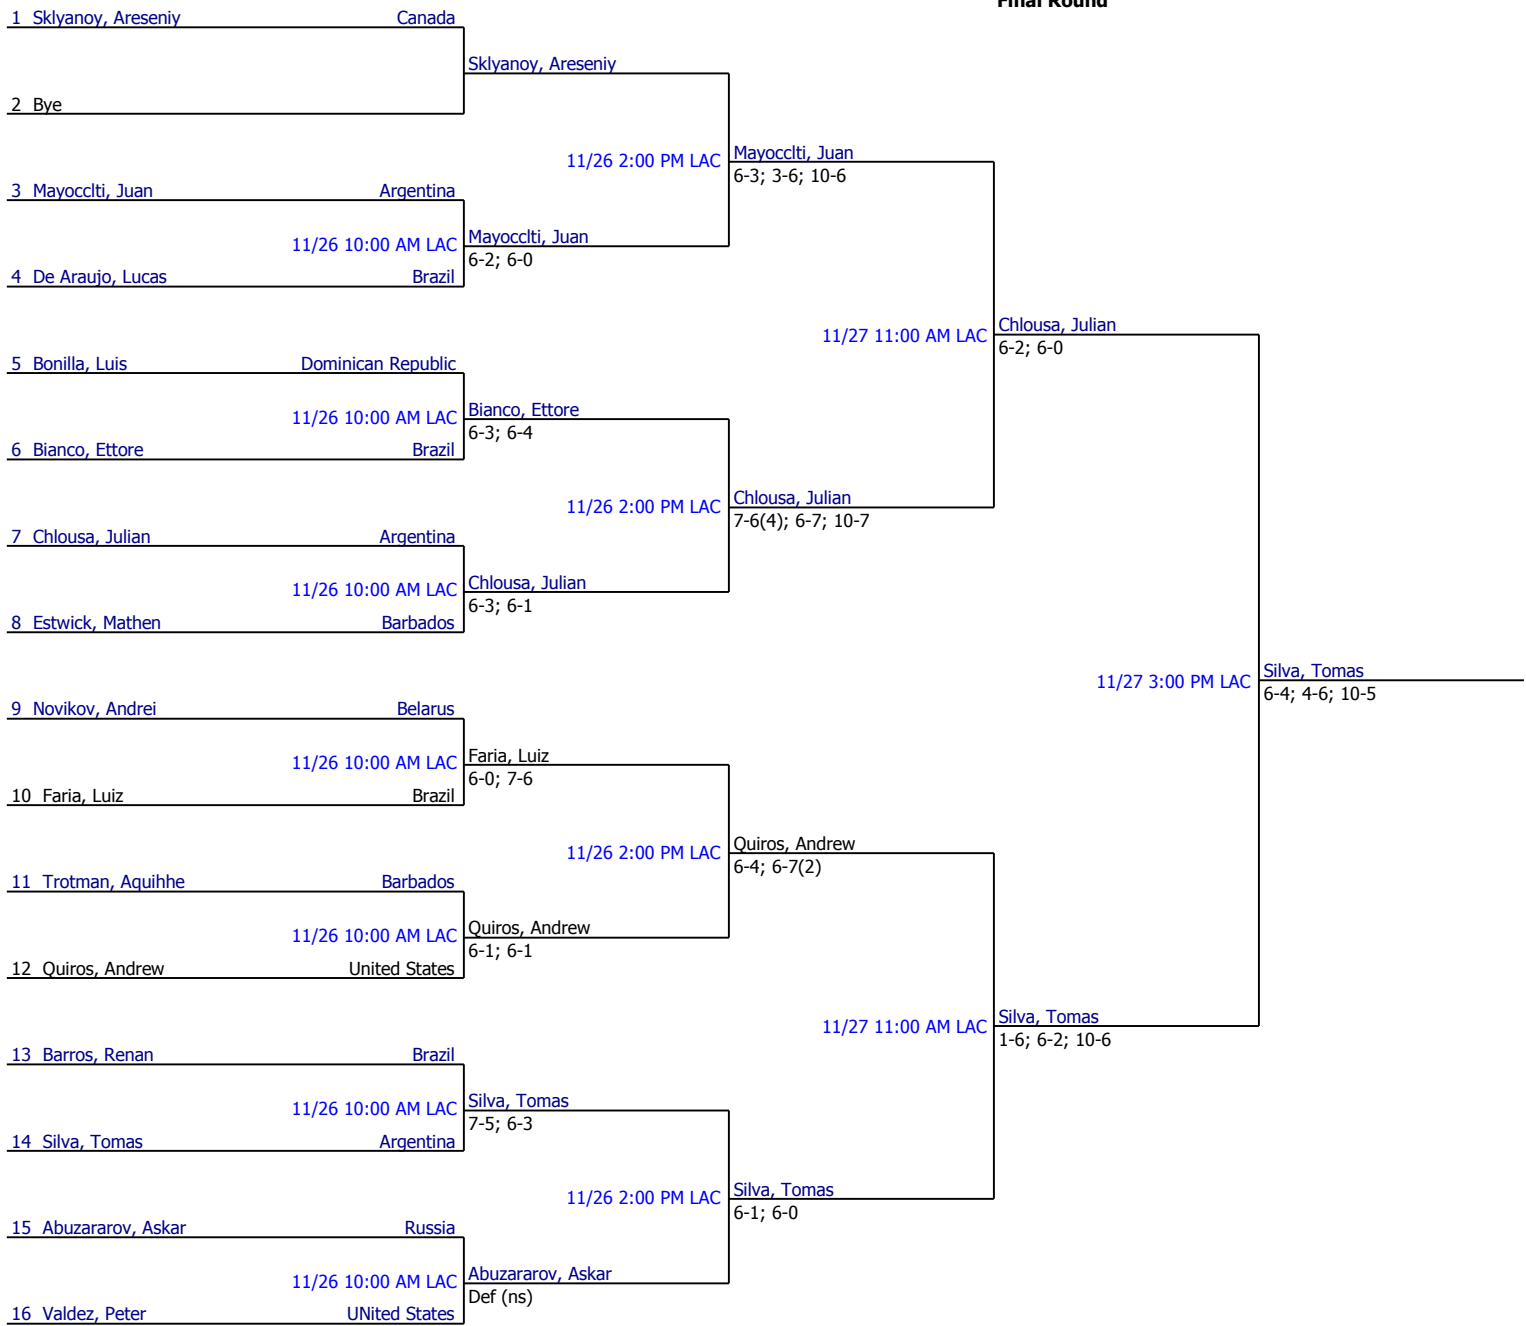 Final Round
1 Sklyanoy, Areseniy Canada
Sklyanoy, Areseniy
2 Bye
11/26 2:00 PM LAC Mayocclti, Juan
6-3; 3-6; 10-6
3 Mayocclti, Juan Argentina
11/26 10:00 AM LAC Mayocclti, Juan
6-2; 6-0
4 De Araujo, Lucas Brazil
11/27 11:00 AM LAC Chlousa, Julian
6-2; 6-0
5 Bonilla, Luis Dominican Republic
11/26 10:00 AM LAC Bianco, Ettore
6-3; 6-4
6 Bianco, Ettore Brazil
11/26 2:00 PM LAC Chlousa, Julian
7-6(4); 6-7; 10-7
7 Chlousa, Julian Argentina
11/26 10:00 AM LAC Chlousa, Julian
6-3; 6-1
8 Estwick, Mathen Barbados
11/27 3:00 PM LAC Silva, Tomas
6-4; 4-6; 10-5
9 Novikov, Andrei Belarus
11/26 10:00 AM LAC Faria, Luiz
6-0; 7-6
10 Faria, Luiz Brazil
11/26 2:00 PM LAC Quiros, Andrew
6-4; 6-7(2)
11 Trotman, Aquihhe Barbados
11/26 10:00 AM LAC Quiros, Andrew
6-1; 6-1
12 Quiros, Andrew United States
11/27 11:00 AM LAC Silva, Tomas
1-6; 6-2; 10-6
13 Barros, Renan Brazil
11/26 10:00 AM LAC Silva, Tomas
7-5; 6-3
14 Silva, Tomas Argentina
11/26 2:00 PM LAC Silva, Tomas
6-1; 6-0
15 Abuzararov, Askar Russia
11/26 10:00 AM LAC Abuzararov, Askar
Def (ns)
16 Valdez, Peter UNited States